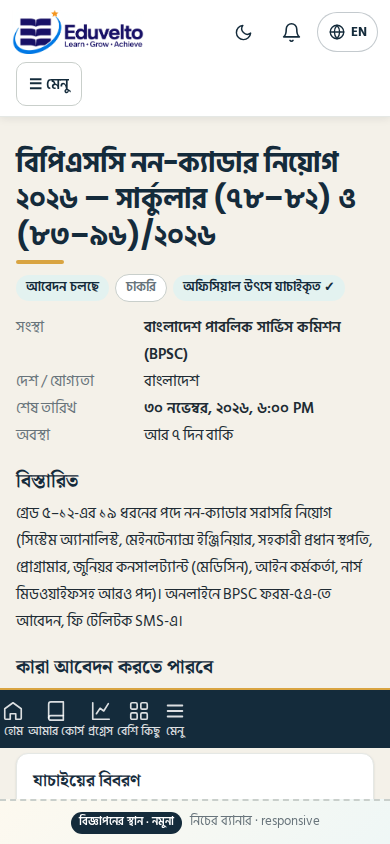 Eduvelto
Learn · Grow · Achieve
EN
☰ মেনু
বিপিএসসি নন-ক্যাডার নিয়োগ
২০২৬ — সার্কুলার (৭৮-৮২) ও
(৮৩-৯৬)/২০২৬
আবেদন চলছে
চাকরি
অফিসিয়াল উৎসে যাচাইকৃত ✓
সংস্থা
বাংলাদেশ পাবলিক সার্ভিস কমিশন
(BPSC)
দেশ / যোগ্যতা
বাংলাদেশ
শেষ তারিখ
৩০ নভেম্বর, ২০২৬, ৬:০০ PM
অবস্থা
আর ৭ দিন বাকি
বিস্তারিত
গ্রেড ৫-১২-এর ১৯ ধরনের পদে নন-ক্যাডার সরাসরি নিয়োগ
(সিস্টেম অ্যানালিস্ট, মেইনটেন্যান্স ইঞ্জিনিয়ার, সহকারী প্রধান স্থপতি,
প্রোগ্রামার, জুনিয়র কনসালট্যান্ট (মেডিসিন), আইন কর্মকর্তা, নার্স
মিডওয়াইফসহ আরও পদ)। অনলাইনে BPSC ফরম-৫এ-তে
আবেদন, ফি টেলিটক SMS-এ।
কারা আবেদন করতে পারবে
হোম
আমার কোর্স
প্রগ্রেস
বেশি কিছু
মেনু
যাচাইয়ের বিবরণ
বিজ্ঞাপনের স্থান · নমুনা
নিচের ব্যানার · responsive